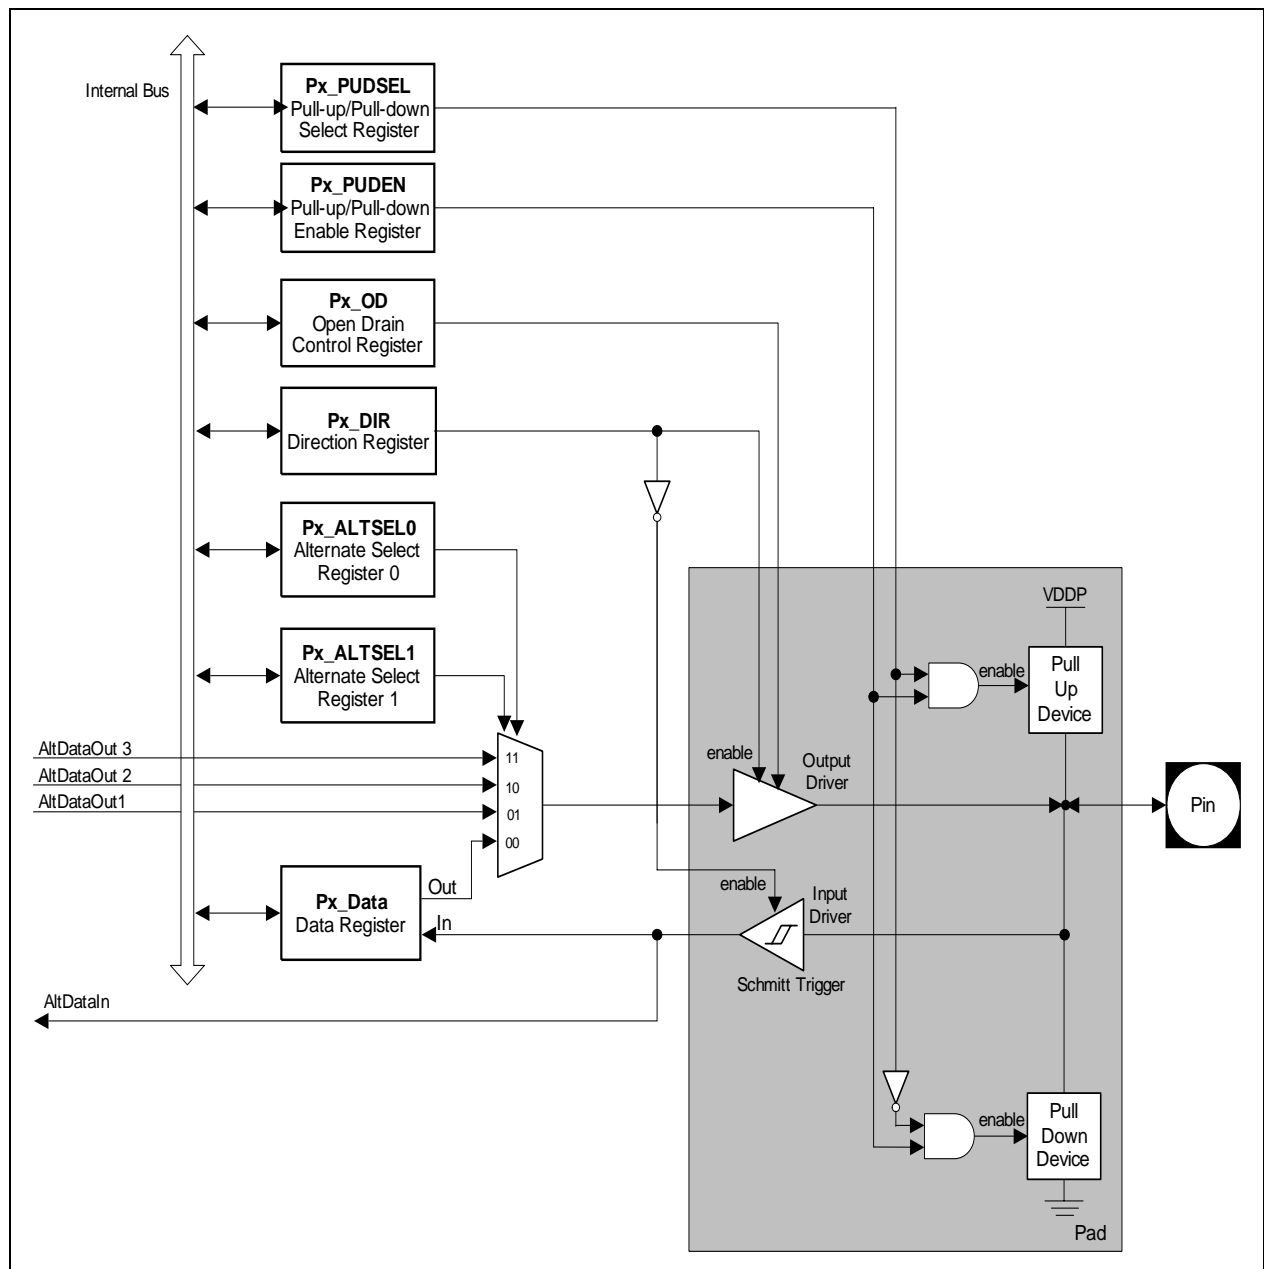 Internal Bus
Px_PUDSEL
Pull-up/Pull-down
Select Register
Px_PUDEN
Pull-up/Pull-down
Enable Register
Px_OD
Open Drain
Control Register
Px_DIR
Direction Register
Px_ALTSEL0
Alternate Select
Register 0
Px_ALTSEL1
Alternate Select
Register 1
AltDataOut 3
AltDataOut 2
AltDataOut1
11
10
01
00
Px_Data
Data Register
Out
In
AltDataIn
enable
Output
Driver
enable
Input
Driver
Schmitt Trigger
VDDP
enable
Pull
Up
Device
Pin
enable
Pull
Down
Device
Pad